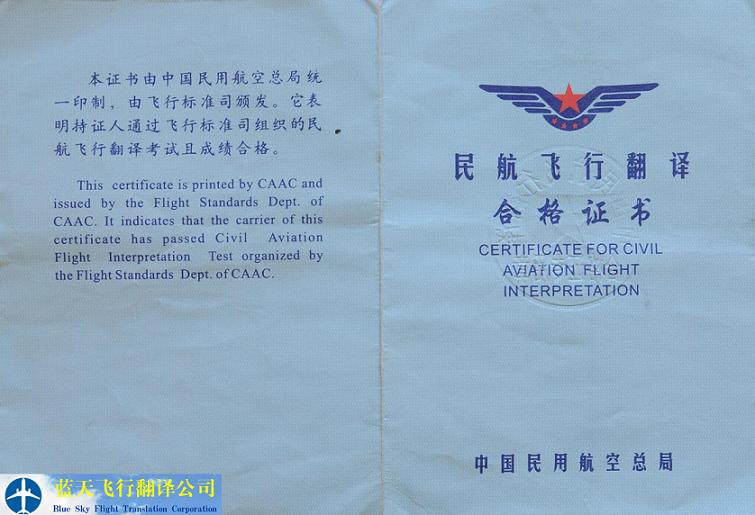 本证书由中国民用航空总局统
一印制，由飞行标准司颁发。它表
明持证人通过飞行标准司组织的民
航飞行翻译考试且成绩合格。
This certificate is printed by CAAC and
issued by the Flight Standards Dept. of
CAAC. It indicates that the carrier of this
certificate has passed Civil Aviation
Flight Interpretation Test organized by
the Flight Standards Dept. of CAAC.
民航飞行翻译
合格证书
CERTIFICATE FOR CIVIL
AVIATION FLIGHT
INTERPRETATION
中国民用航空总局
蓝天飞行翻译公司
Blue Sky Flight Translation Corporation